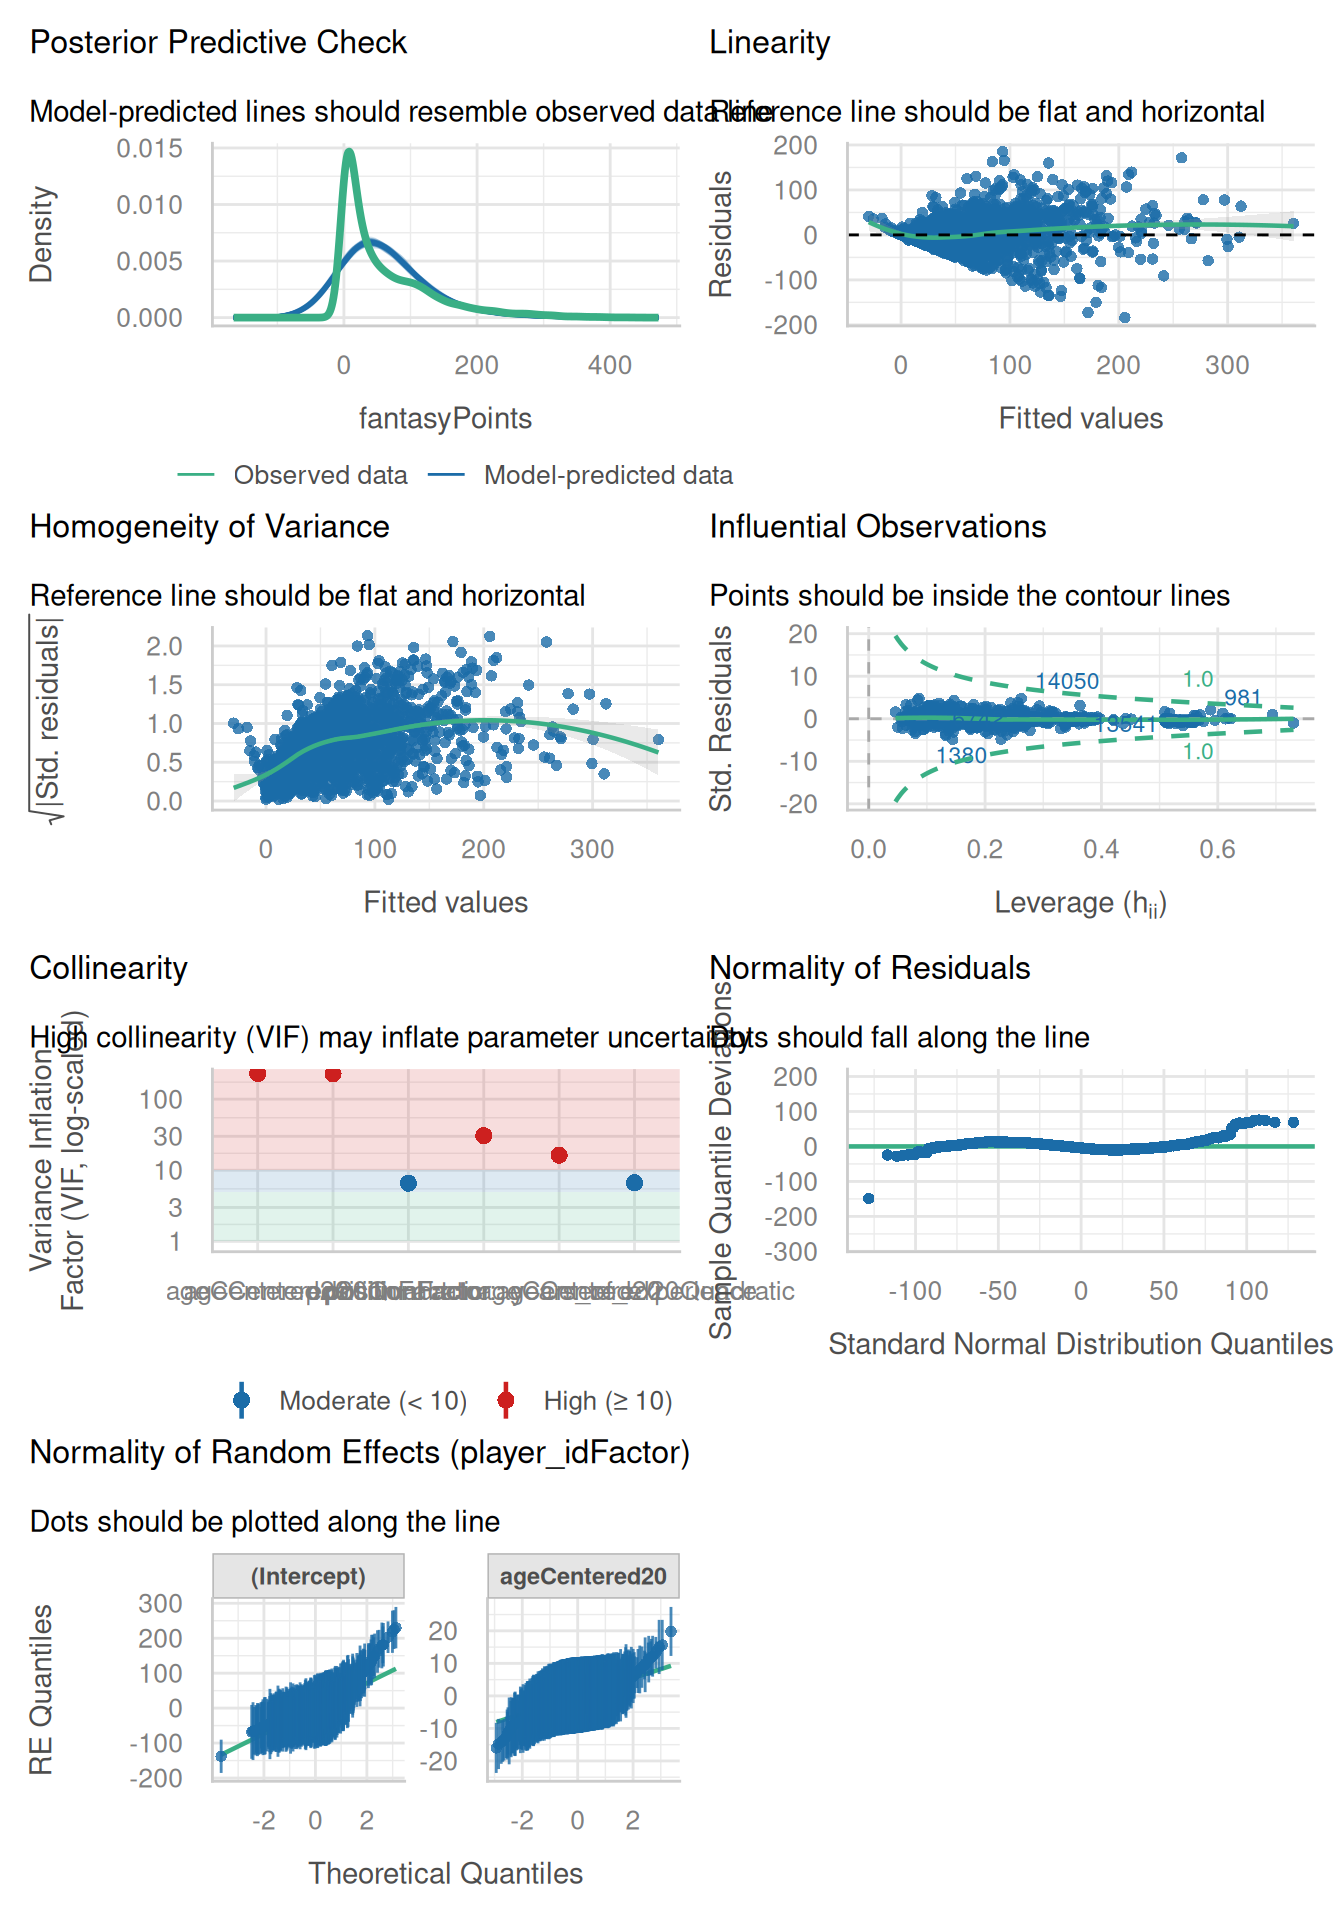 Posterior Predictive Check
Model-predicted lines should resemble observed data line
Density
0.015
0.010
0.005
0.000
0 200 400
fantasyPoints
Observed data Model-predicted data
Linearity
Reference line should be flat and horizontal
Residuals
200
100
0
-100
-200
0 100 200 300
Fitted values
Homogeneity of Variance
Reference line should be flat and horizontal
√|Std. residuals|
2.0
1.5
1.0
0.5
0.0
0 100 200 300
Fitted values
Influential Observations
Points should be inside the contour lines
Std. Residuals
20
10
0
-10
-20
14050
1.0
981
13541
1380
1.0
0.0 0.2 0.4 0.6
Leverage (hii)
Collinearity
High collinearity (VIF) may inflate parameter uncertainty
Variance Inflation
Factor (VIF, log-scaled)
100
30
10
3
1
Moderate (< 10) High (≥ 10)
Normality of Residuals
Dots should fall along the line
Sample Quantile Deviations
200
100
0
-100
-200
-300
-100 -50 0 50 100
Standard Normal Distribution Quantiles
Normality of Random Effects (player_idFactor)
Dots should be plotted along the line
RE Quantiles
(Intercept)
300
200
100
0
-100
-200
-2 0 2
ageCentered20
20
10
0
-10
-20
-2 0 2
Theoretical Quantiles